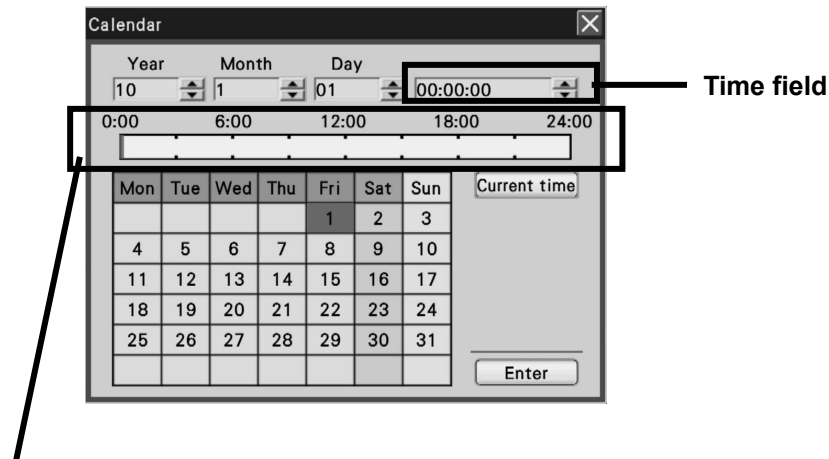 Calendar
Year Month Day
10 1 01 00:00:00 Time field
0:00 6:00 12:00 18:00 24:00
Mon Tue Wed Thu Fri Sat Sun Current time
1 2 3
4 5 6 7 8 9 10
11 12 13 14 15 16 17
18 19 20 21 22 23 24
25 26 27 28 29 30 31
Enter